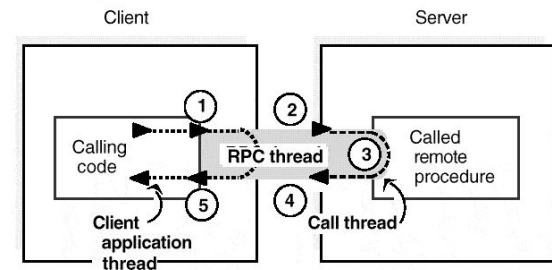 Client
Server
1
2
Calling
code
RPC thread
3
Called
remote
procedure
5
4
Client
application
thread
Call thread